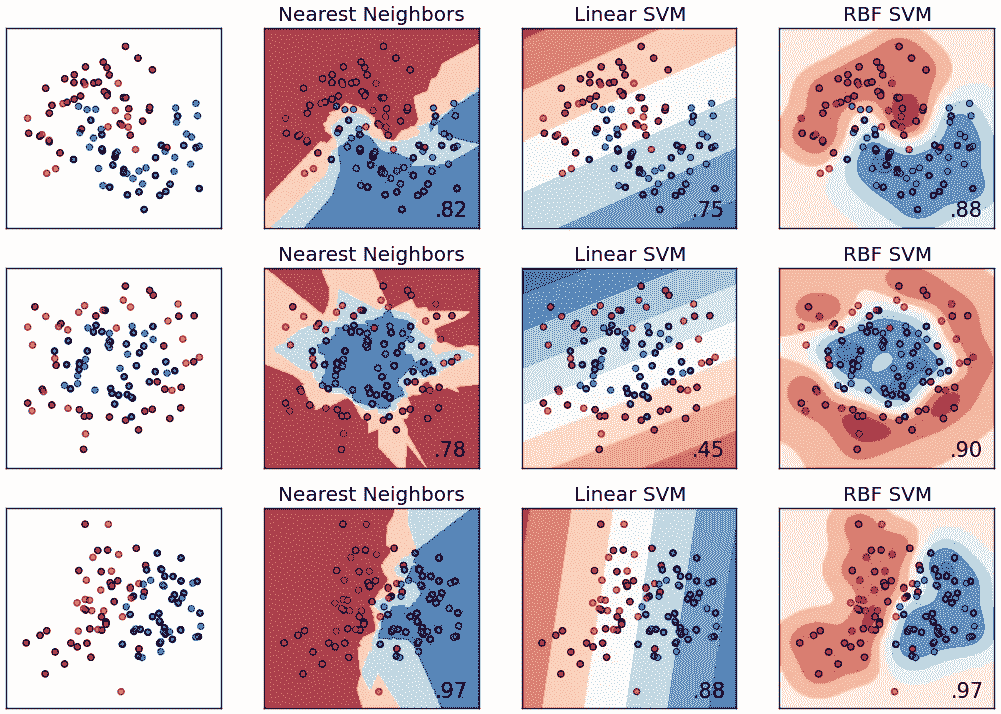 Nearest Neighbors Linear SVM RBF SVM
.82 .75 .88
Nearest Neighbors Linear SVM RBF SVM
.78 .45 .90
Nearest Neighbors Linear SVM RBF SVM
.97 .88 .97